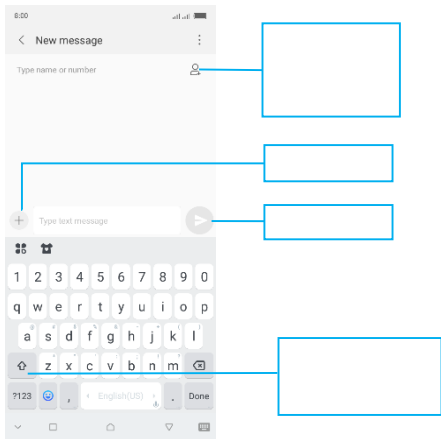 6:00
New message
Type name or number
Type text message
1 2 3 4 5 6 7 8 9 0
q w e r t y u i o p
a s d f g h j k l
z x c v b n m
?123 , English(US) . Done